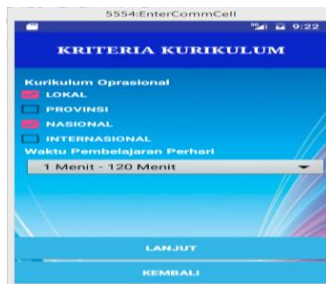 5554:EnterCommCell
9:22
KRITERIA KURIKULUM
Kurikulum Oprasional
LOKAL
PROVINSI
NASIONAL
INTERNASIONAL
Waktu Pembelajaran Perhari
1 Menit - 120 Menit
LANJUT
KEMBALI